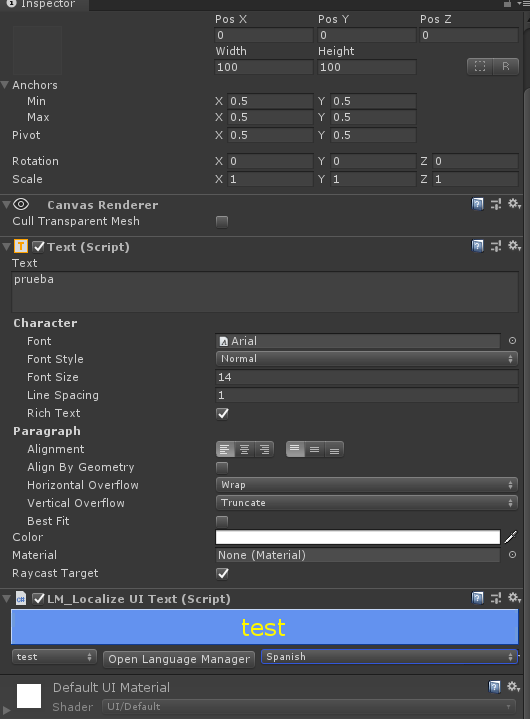 Inspector
Pos X Pos Y Pos Z
0 0 0
Width Height
100 100 R
Anchors
Min X 0.5 Y 0.5
Max X 0.5 Y 0.5
Pivot X 0.5 Y 0.5
Rotation X 0 Y 0 Z 0
Scale X 1 Y 1 Z 1
Canvas Renderer
Cull Transparent Mesh
T Text (Script)
Text
prueba
Character
Font Arial
Font Style Normal
Font Size 14
Line Spacing 1
Rich Text
Paragraph
Alignment
Align By Geometry
Horizontal Overflow Wrap
Vertical Overflow Truncate
Best Fit
Color
Material None (Material)
Raycast Target
C# LM_Localize UI Text (Script)
test
test Open Language Manager Spanish
Default UI Material
Shader UI/Default